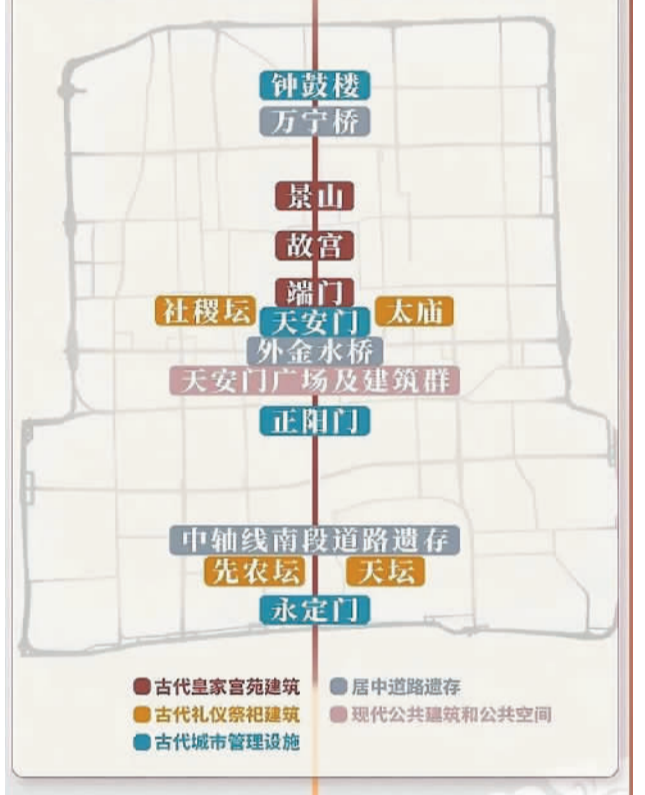 钟鼓楼
万宁桥
景山
故宫
端门
社稷坛
天安门
太庙
外金水桥
天安门广场及建筑群
正阳门
中轴线南段道路遗存
先农坛
天坛
永定门
古代皇家宫苑建筑
居中道路遗存
古代礼仪祭祀建筑
现代公共建筑和公共空间
古代城市管理设施